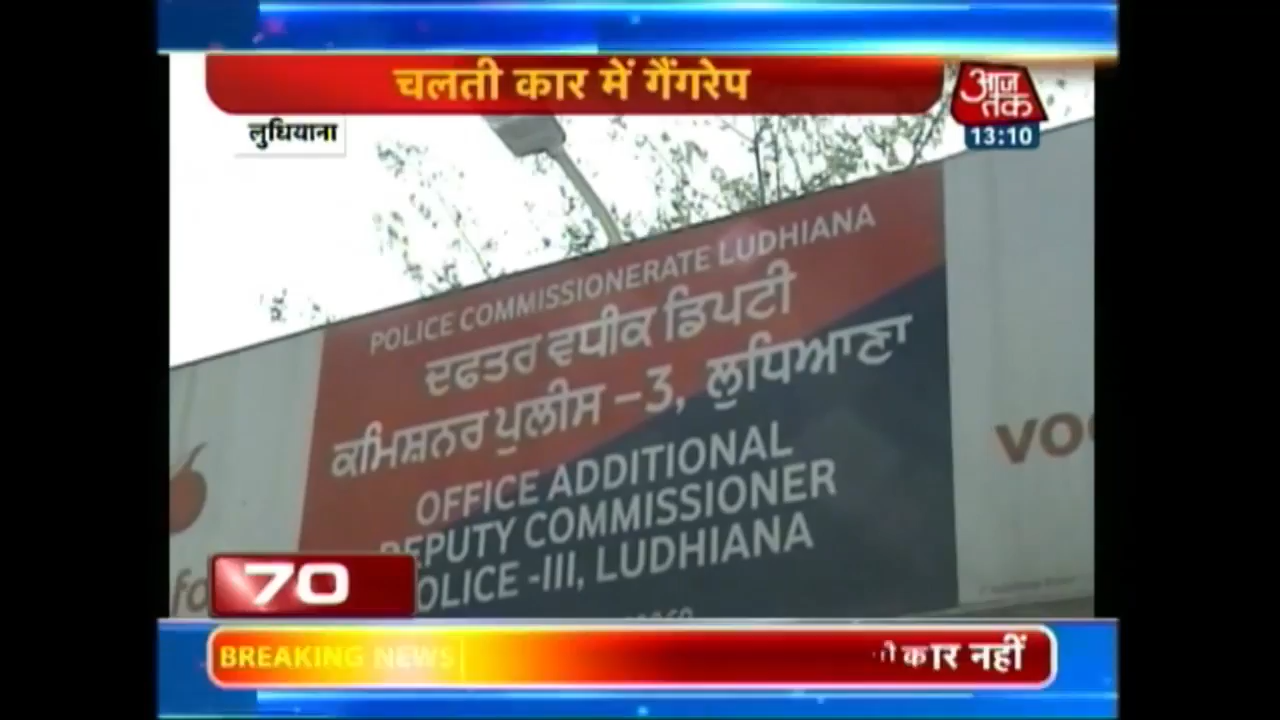 चलती कार में गैंगरेप
आज तक
13:10
लुधियाना
POLICE COMMISSIONERATE LUDHIANA
ਦਫਤਰ ਵਧੀਕ ਡਿਪਟੀ
ਕਮਿਸ਼ਨਰ ਪੁਲੀਸ -3, ਲੁਧਿਆਣਾ
OFFICE ADDITIONAL
DEPUTY COMMISSIONER
POLICE -III, LUDHIANA
70
BREAKING NEWS
कार नहीं